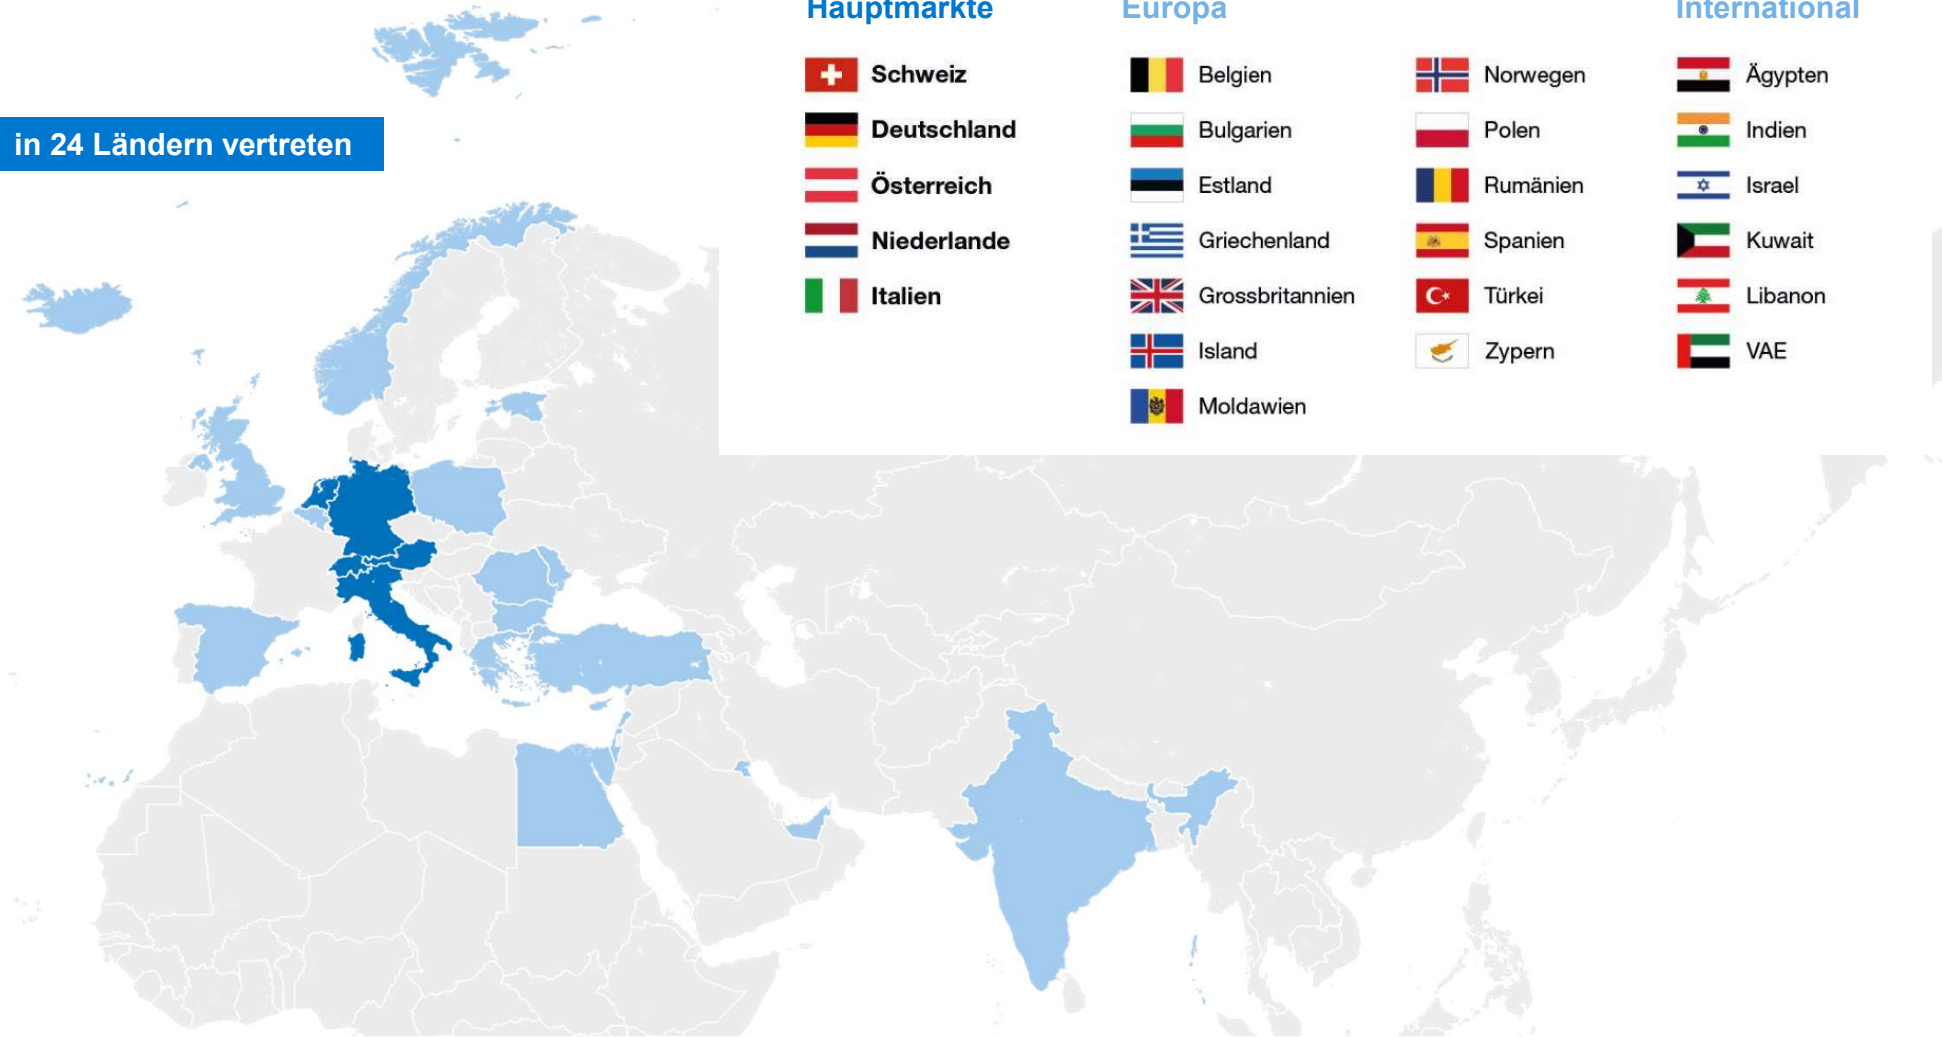 Hauptmärkte
Schweiz
Deutschland
Österreich
Niederlande
Italien
Europa
Belgien
Bulgarien
Estland
Griechenland
Grossbritannien
Island
Moldawien
Norwegen
Polen
Rumänien
Spanien
Türkei
Zypern
International
Ägypten
Indien
Israel
Kuwait
Libanon
VAE
in 24 Ländern vertreten